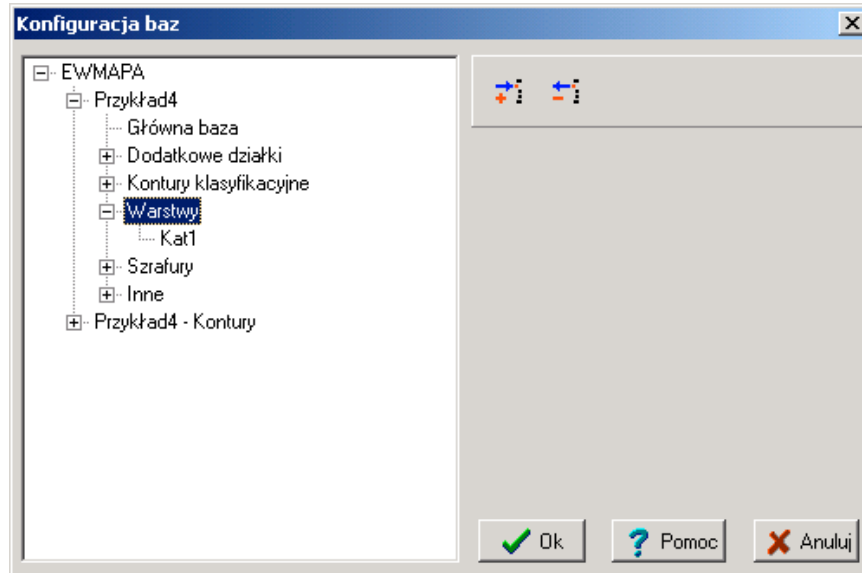 Konfiguracja baz
EWMAPA
Przykład4
Główna baza
Dodatkowe działki
Kontury klasyfikacyjne
Warstwy
Kat1
Szrafury
Inne
Przykład4 - Kontury
Ok
Pomoc
Anuluj